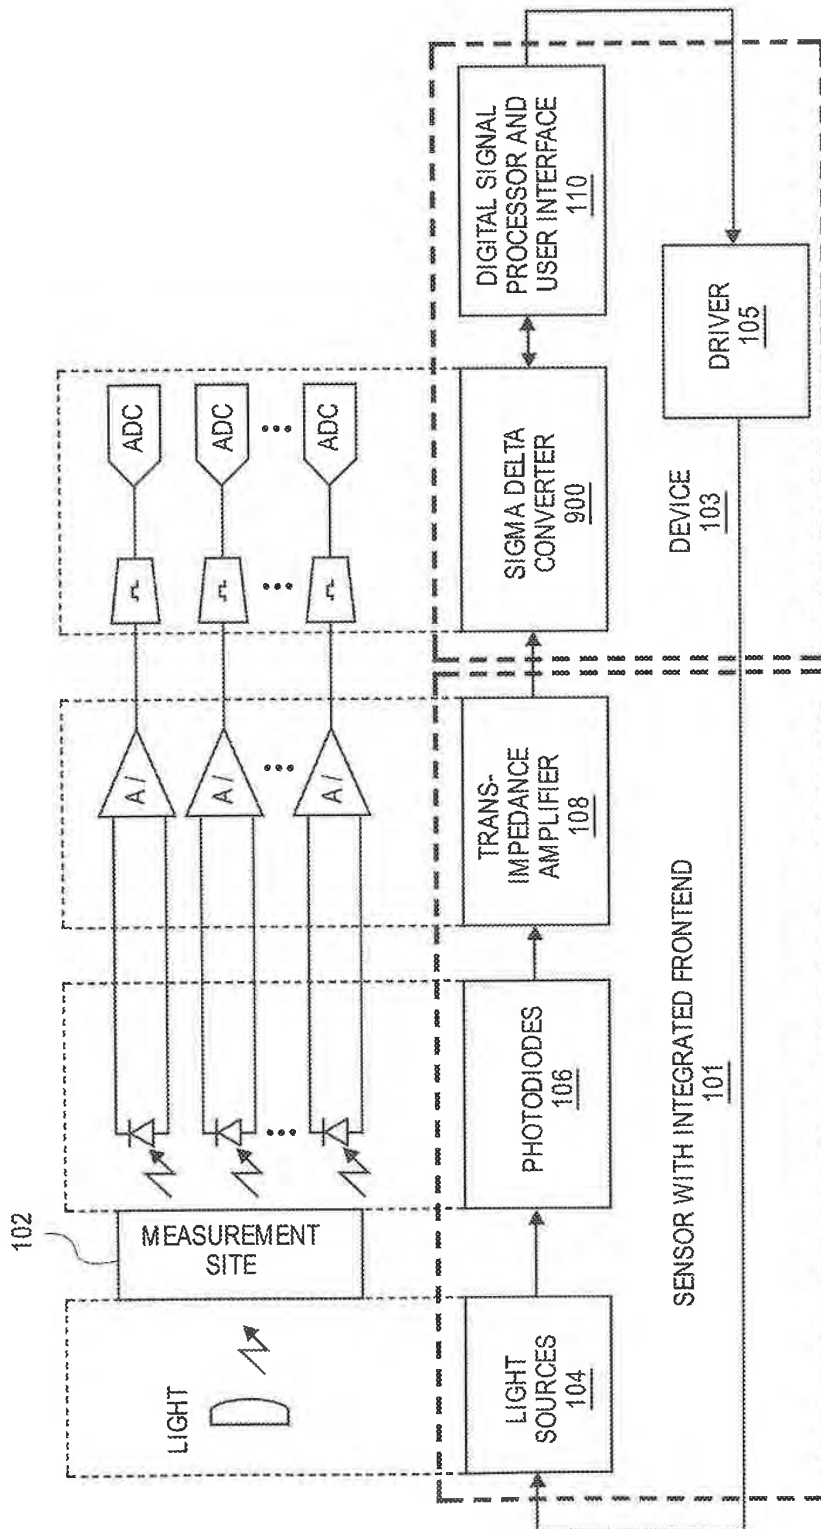 LIGHT
102
MEASUREMENT
SITE
A/
A/
A/
ADC
ADC
ADC
LIGHT
SOURCES
104
PHOTODIODES
106
TRANS-
IMPEDANCE
AMPLIFIER
108
SIGMA DELTA
CONVERTER
900
DIGITAL SIGNAL
PROCESSOR AND
USER INTERFACE
110
SENSOR WITH INTEGRATED FRONTEND
101
DEVICE
103
DRIVER
105